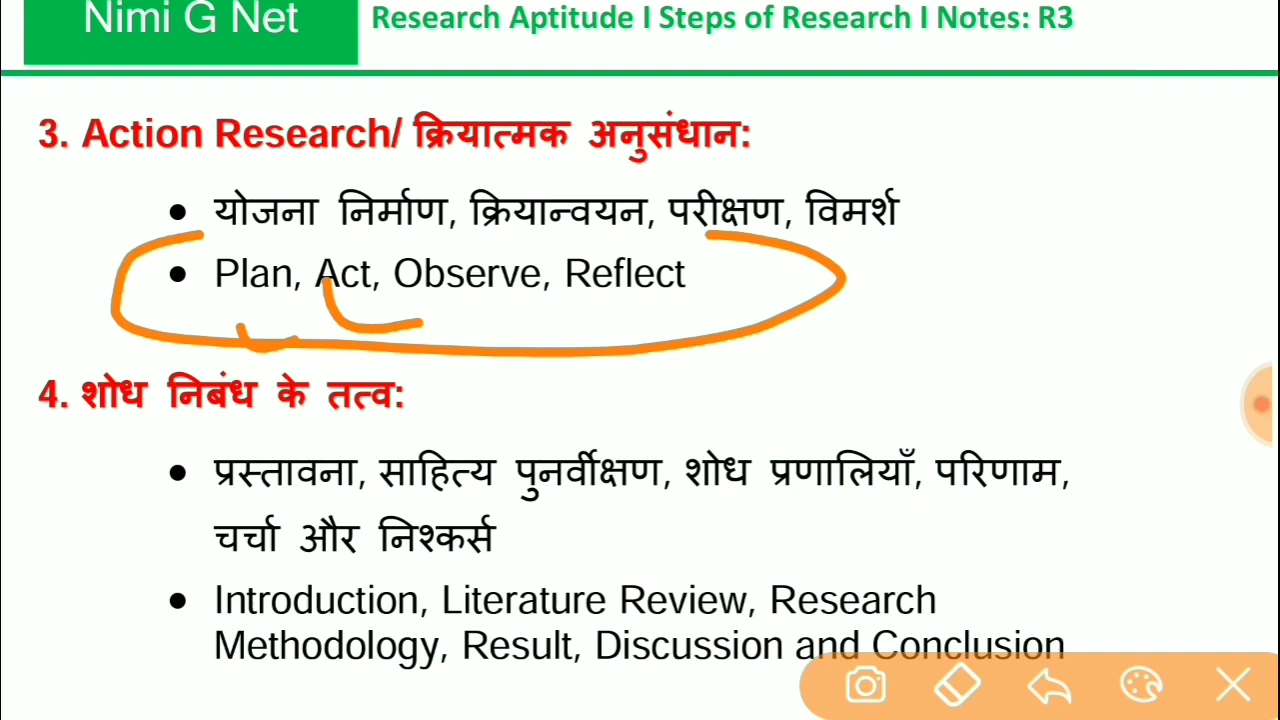 Nimi G Net
Research Aptitude I Steps of Research I Notes: R3
3. Action Research/ क्रियात्मक अनुसंधान:
• योजना निर्माण, क्रियान्वयन, परीक्षण, विमर्श
• Plan, Act, Observe, Reflect
4. शोध निबंध के तत्व:
• प्रस्तावना, साहित्य पुनर्वीक्षण, शोध प्रणालियाँ, परिणाम,
चर्चा और निश्कर्स
• Introduction, Literature Review, Research
Methodology, Result, Discussion and Conclusion